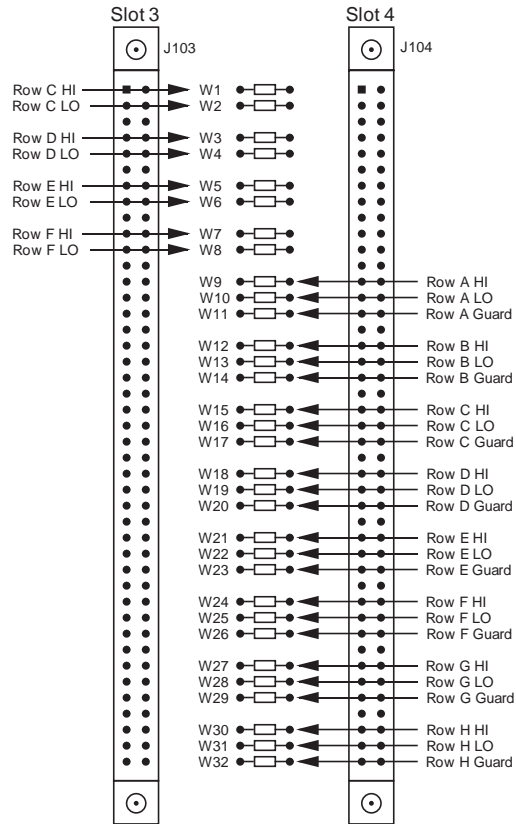 Slot 3 Slot 4
J103 J104
Row C HI W1
Row C LO W2
Row D HI W3
Row D LO W4
Row E HI W5
Row E LO W6
Row F HI W7
Row F LO W8
W9 Row A HI
W10 Row A LO
W11 Row A Guard
W12 Row B HI
W13 Row B LO
W14 Row B Guard
W15 Row C HI
W16 Row C LO
W17 Row C Guard
W18 Row D HI
W19 Row D LO
W20 Row D Guard
W21 Row E HI
W22 Row E LO
W23 Row E Guard
W24 Row F HI
W25 Row F LO
W26 Row F Guard
W27 Row G HI
W28 Row G LO
W29 Row G Guard
W30 Row H HI
W31 Row H LO
W32 Row H Guard